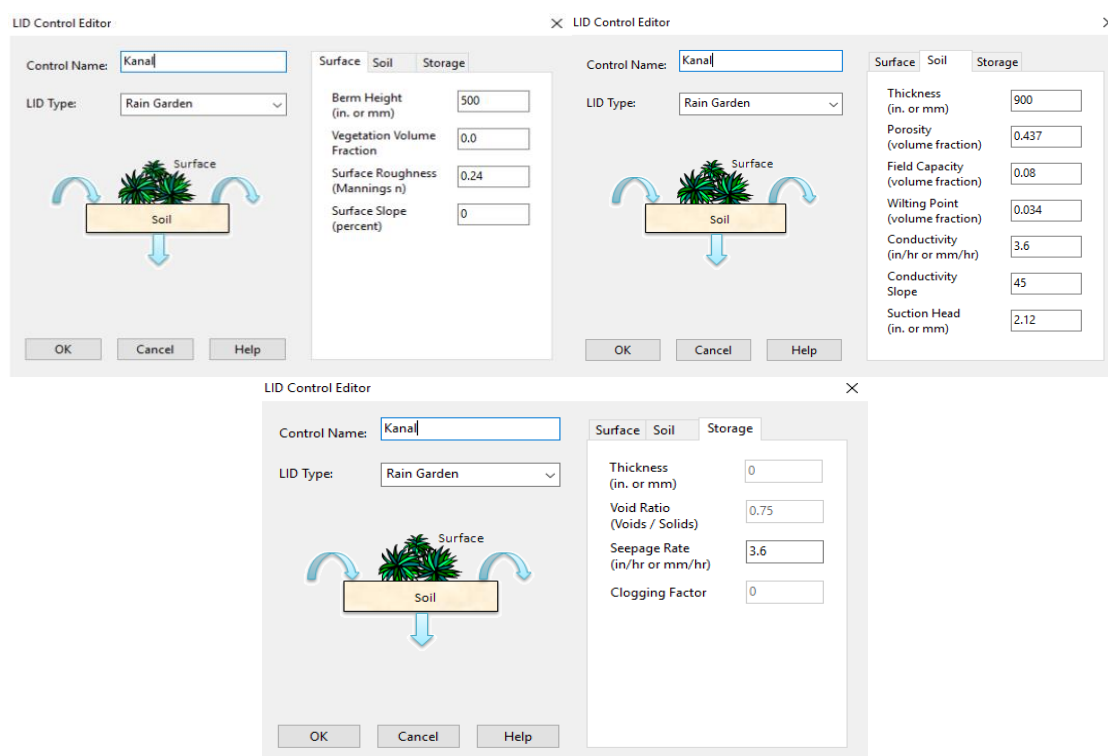 LID Control Editor
Control Name: Kanal
LID Type: Rain Garden
Surface
Soil
OK Cancel Help
Surface Soil Storage
Berm Height
(in. or mm)
500
Vegetation Volume
Fraction
0.0
Surface Roughness
(Mannings n)
0.24
Surface Slope
(percent)
0
LID Control Editor
Control Name: Kanal
LID Type: Rain Garden
Surface
Soil
OK Cancel Help
Surface Soil Storage
Thickness
(in. or mm)
900
Porosity
(volume fraction)
0.437
Field Capacity
(volume fraction)
0.08
Wilting Point
(volume fraction)
0.034
Conductivity
(in/hr or mm/hr)
3.6
Conductivity
Slope
45
Suction Head
(in. or mm)
2.12
LID Control Editor
Control Name: Kanal
LID Type: Rain Garden
Surface
Soil
OK Cancel Help
Surface Soil Storage
Thickness
(in. or mm)
0
Void Ratio
(Voids / Solids)
0.75
Seepage Rate
(in/hr or mm/hr)
3.6
Clogging Factor
0